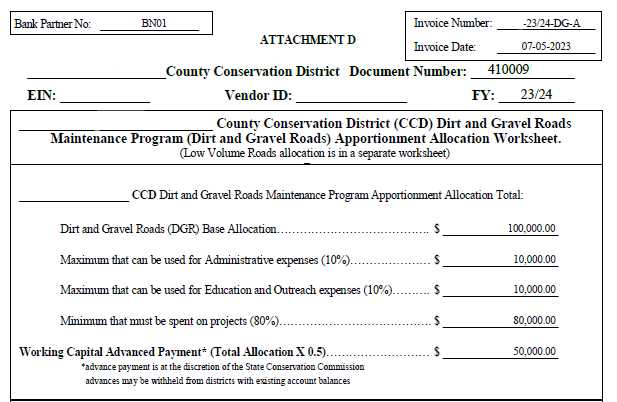 Bank Partner No: BN01
Invoice Number: -23/24-DG-A
ATTACHMENT D
Invoice Date: 07-05-2023
____________________County Conservation District Document Number: 410009
EIN: ____________ Vendor ID: ______________ FY: 23/24
____________________ County Conservation District (CCD) Dirt and Gravel Roads
Maintenance Program (Dirt and Gravel Roads) Apportionment Allocation Worksheet.
(Low Volume Roads allocation is in a separate worksheet)
________________ CCD Dirt and Gravel Roads Maintenance Program Apportionment Allocation Total:
Dirt and Gravel Roads (DGR) Base Allocation…………………………………. $ 100,000.00
Maximum that can be used for Administrative expenses (10%)………………… $ 10,000.00
Maximum that can be used for Education and Outreach expenses (10%)………. $ 10,000.00
Minimum that must be spent on projects (80%)………………………………… $ 80,000.00
Working Capital Advanced Payment* (Total Allocation X 0.5)……………………… $ 50,000.00
*advance payment is at the discretion of the State Conservation Commission
advances may be withheld from districts with existing account balances